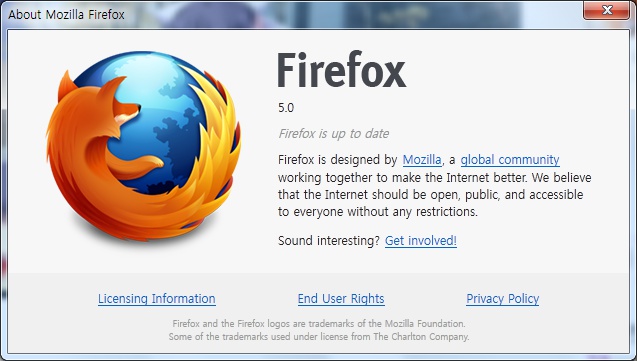 About Mozilla Firefox
Firefox
5.0
Firefox is up to date
Firefox is designed by Mozilla, a global community
working together to make the Internet better. We believe
that the Internet should be open, public, and accessible
to everyone without any restrictions.
Sound interesting? Get involved!
Licensing Information End User Rights Privacy Policy
Firefox and the Firefox logos are trademarks of the Mozilla Foundation.
Some of the trademarks used under license from The Charlton Company.